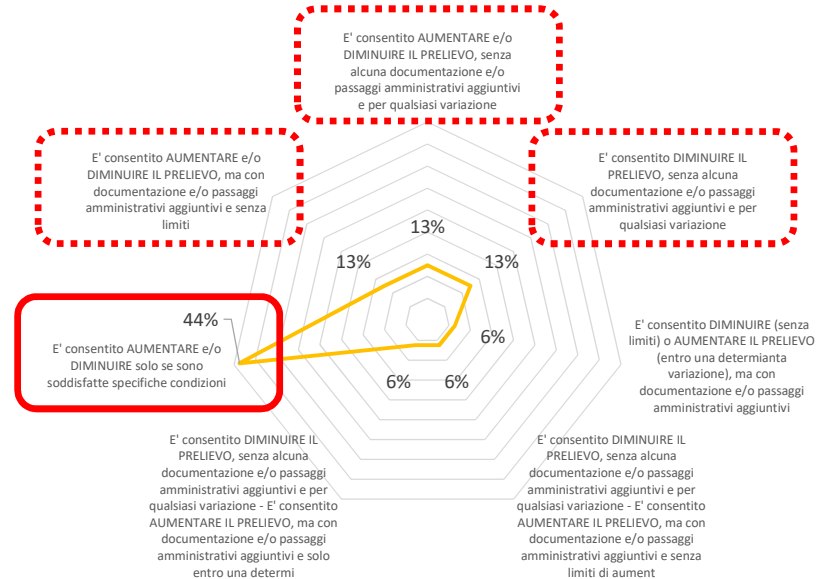 E' consentito AUMENTARE e/o
DIMINUIRE IL PRELIEVO, senza
alcuna documentazione e/o
passaggi amministrativi aggiuntivi
e per qualsiasi variazione
E' consentito AUMENTARE e/o
DIMINUIRE IL PRELIEVO, ma con
documentazione e/o passaggi
amministrativi aggiuntivi e senza
limiti
E' consentito DIMINUIRE IL
PRELIEVO, senza alcuna
documentazione e/o passaggi
amministrativi aggiuntivi e per
qualsiasi variazione
13%
13%
13%
44%
E' consentito AUMENTARE e/o
DIMINUIRE solo se sono
soddisfatte specifiche condizioni
6%
E' consentito DIMINUIRE (senza
limiti) o AUMENTARE IL PRELIEVO
(entro una determianta
variazione), ma con
documentazione e/o passaggi
amministrativi aggiuntivi
6%
6%
E' consentito DIMINUIRE IL
PRELIEVO, senza alcuna
documentazione e/o passaggi
amministrativi aggiuntivi e per
qualsiasi variazione - E' consentito
AUMENTARE IL PRELIEVO, ma con
documentazione e/o passaggi
amministrativi aggiuntivi e solo
entro una determi
E' consentito DIMINUIRE IL
PRELIEVO, senza alcuna
documentazione e/o passaggi
amministrativi aggiuntivi e per
qualsiasi variazione - E' consentito
AUMENTARE IL PRELIEVO, ma con
documentazione e/o passaggi
amministrativi aggiuntivi e senza
limiti di aument